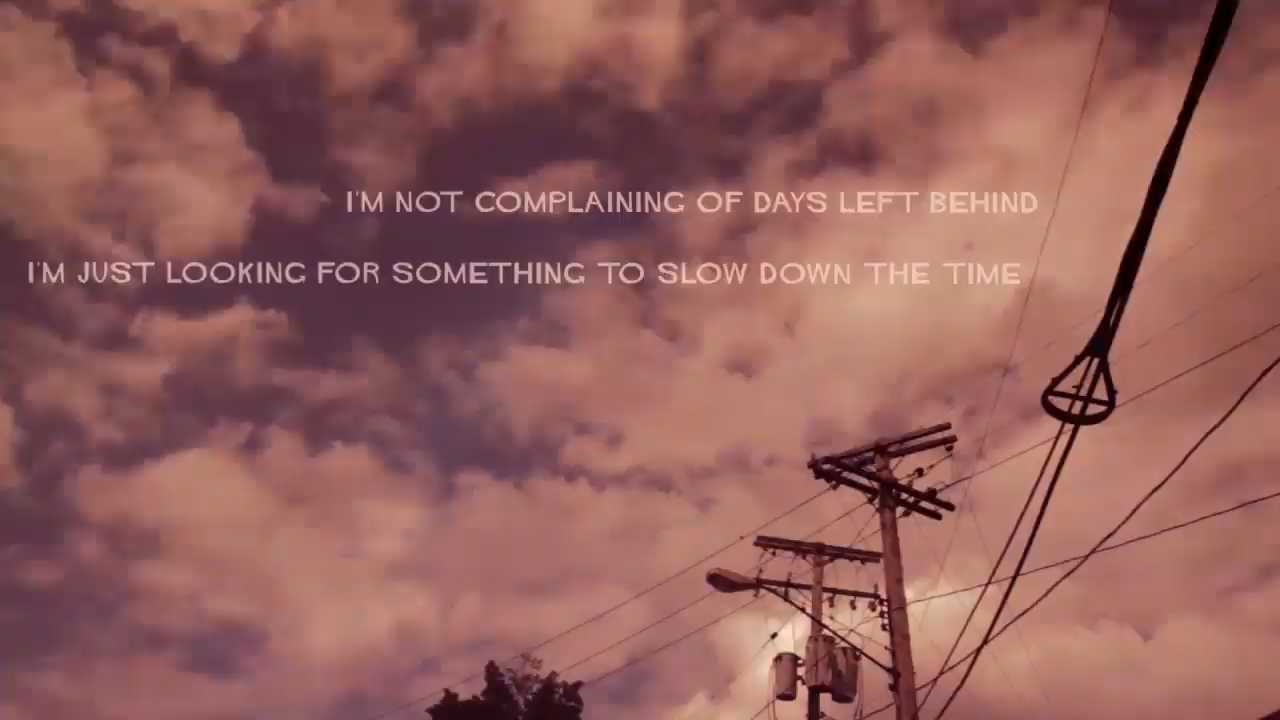 I'M NOT COMPLAINING OF DAYS LEFT BEHIND
I'M JUST LOOKING FOR SOMETHING TO SLOW DOWN THE TIME